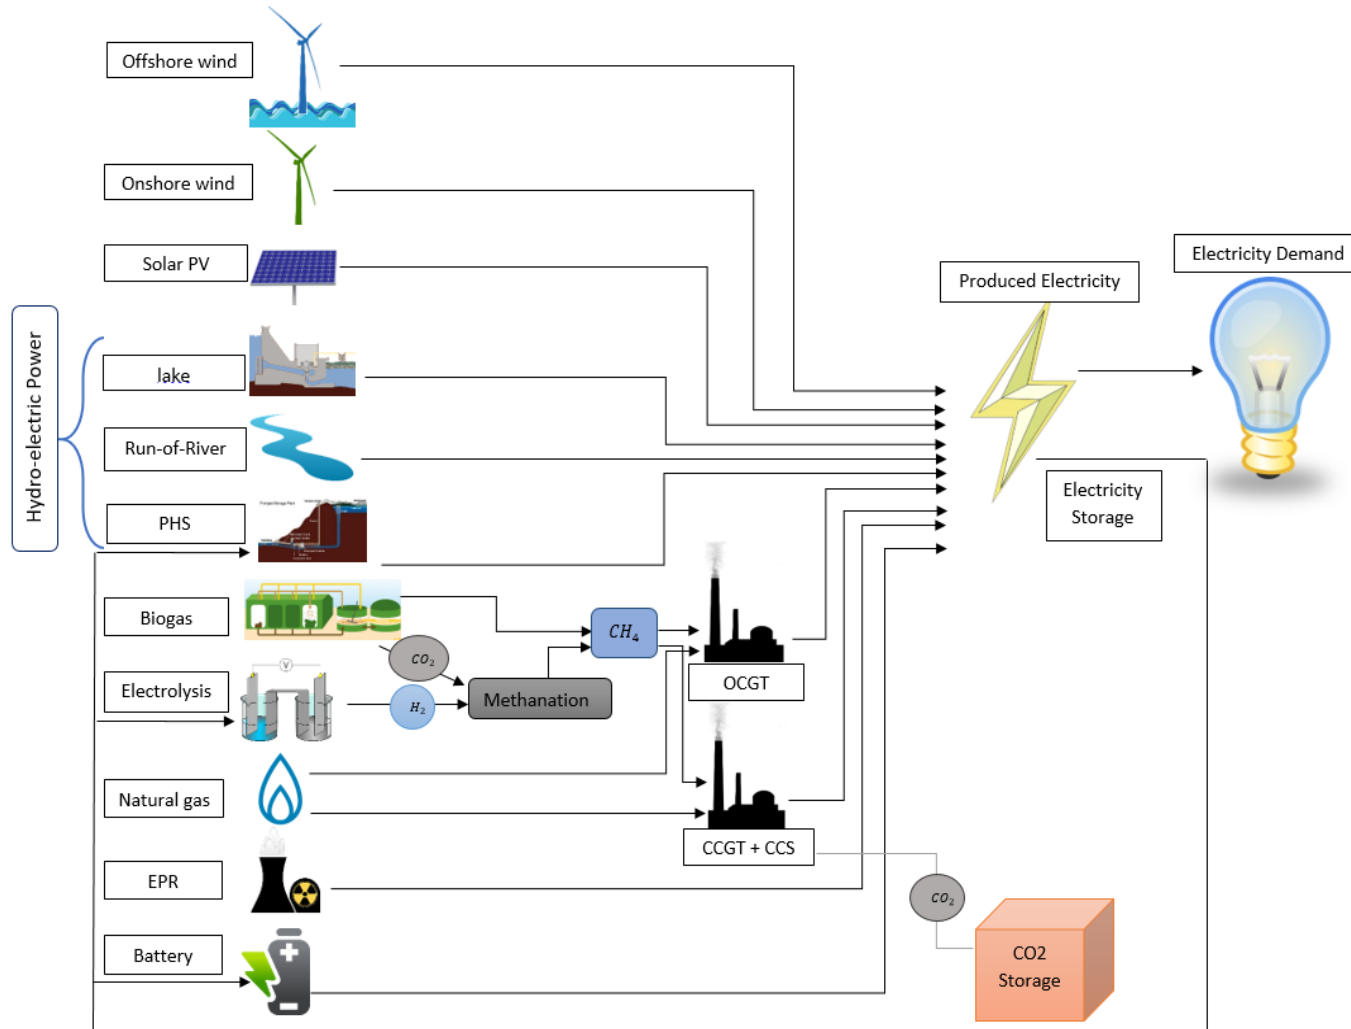 Offshore wind
Onshore wind
Solar PV
Electricity Demand
Produced Electricity
Hydro-electric Power
lake
Run-of-River
PHS
Electricity
Storage
Biogas
CH4
CO2
Electrolysis
V
H2
Methanation
OCGT
Natural gas
CCGT + CCS
EPR
CO2
Battery
CO2
Storage